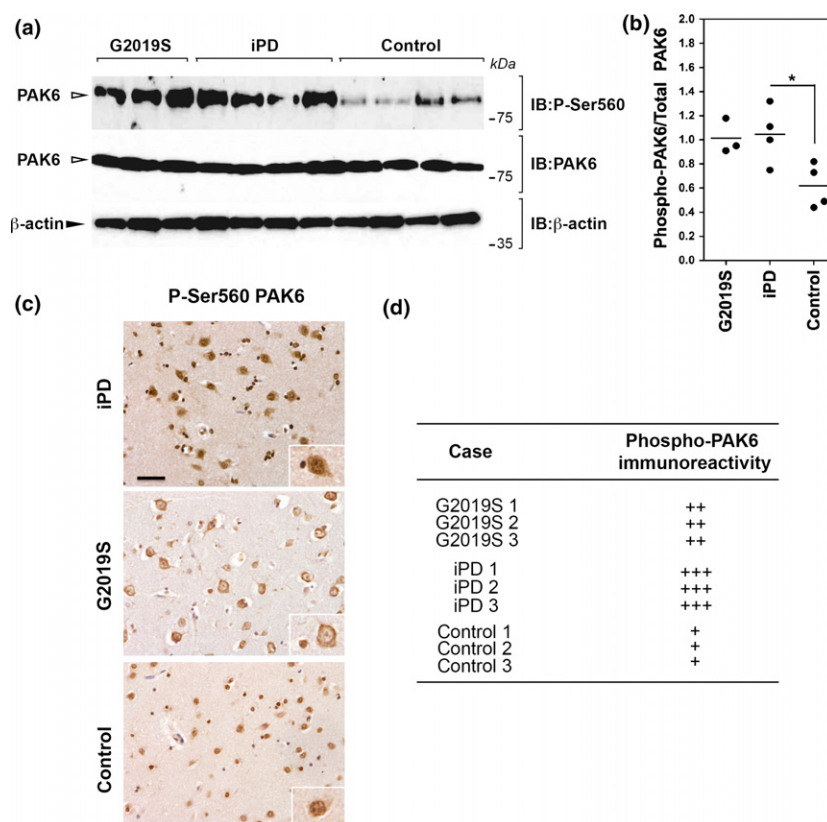 (a)
G2019S iPD Control
kDa
PAK6
-75
IB:P-Ser560
PAK6
-75
IB:PAK6
β-actin
-35
IB:β-actin
(b)
Phospho-PAK6/Total PAK6
2.0
1.8
1.6
1.4
1.2
1.0
0.8
0.6
0.4
0.2
0.0
*
G2019S
iPD
Control
(c)
P-Ser560 PAK6
iPD
G2019S
Control
(d)
Case Phospho-PAK6 immunoreactivity
G2019S 1 ++
G2019S 2 ++
G2019S 3 ++
iPD 1 +++
iPD 2 +++
iPD 3 +++
Control 1 +
Control 2 +
Control 3 +